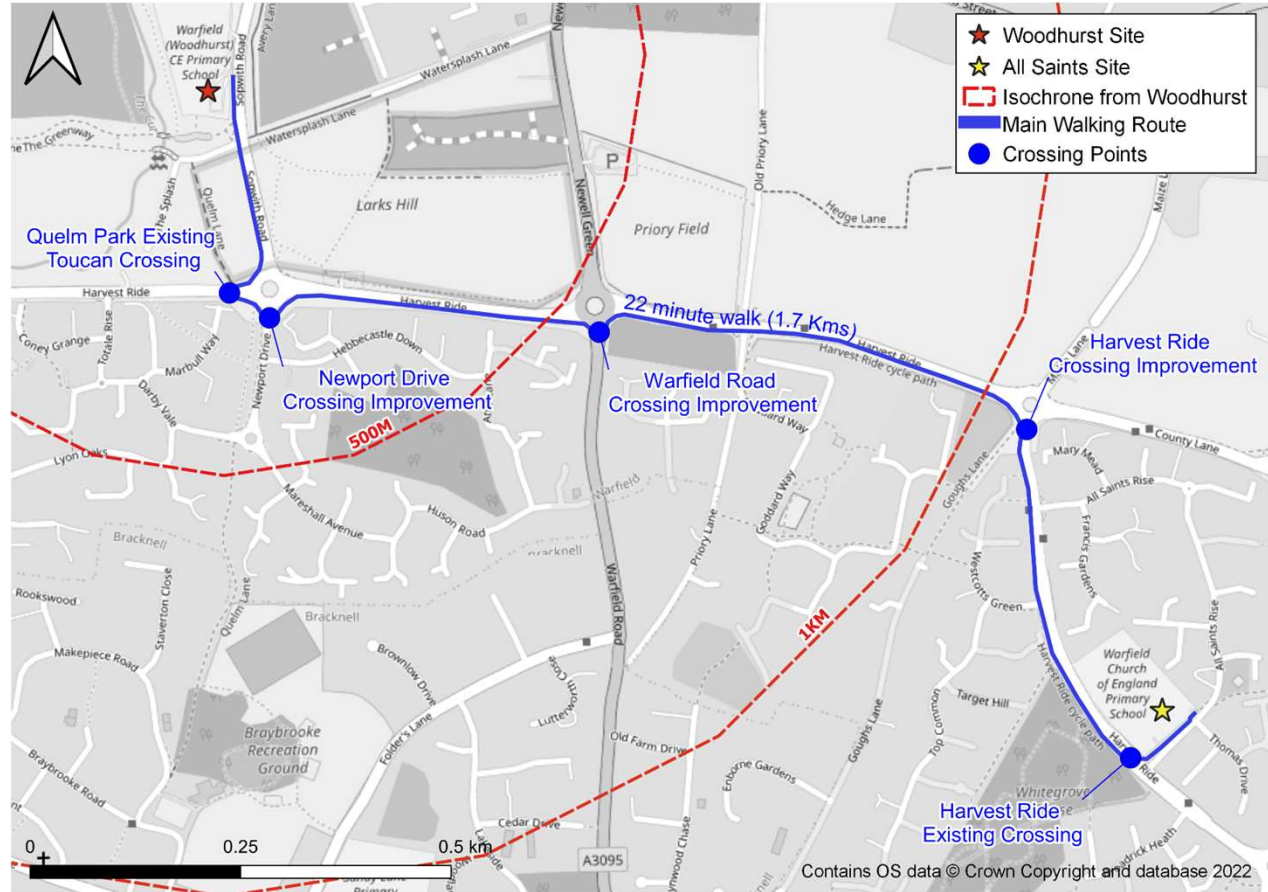 Warfield
(Woodhurst)
CE Primary
School
Sopwith Road
Avery Lane
Watersplash Lane
Watersplash Lane
The Greenway
The Splash
Quelm Lane
Sopwith Road
Larks Hill
P
Newell Green
Priory Field
Old Priory Lane
Hedge Lane
Woodhurst Site
All Saints Site
Isochrone from Woodhurst
Main Walking Route
Crossing Points
Quelm Park Existing
Toucan Crossing
Harvest Ride
Harvest Ride
22 minute walk (1.7 Kms)
Harvest Ride
Harvest Ride cycle path
Harvest Ride
Crossing Improvement
County Lane
Coney Grange
Totale Rise
Marbull Way
Darby Vale
Newport Drive
Hebbecastle Down
Newport Drive
Crossing Improvement
Warfield Road
Crossing Improvement
500M
Lyon Oaks
Mareshall Avenue
Huson Road
Warfield
Bracknell
Bracknell
Bracknell
Goddard Way
Priory Lane
Goughs Lane
Mary Mead
All Saints Rise
Francis Gardens
Westcotts Green
All Saints Rise
Rookswood
Staverton Close
Quelm Lane
Makepiece Road
Brownlow Drive
Warfield Road
1KM
Lutterworth Close
Folder's Lane
Braybrooke
Recreation
Ground
Braybrooke Road
Old Farm Drive
Enborne Gardens
Goughs Lane
Top Common
Target Hill
Harvest Ride cycle path
Warfield
Church
of England
Primary
School
Thomas Drive
Whitegrove
Harvest Ride
Existing Crossing
Cedar Drive
A3095
0
0.25
0.5 km
Contains OS data © Crown Copyright and database 2022